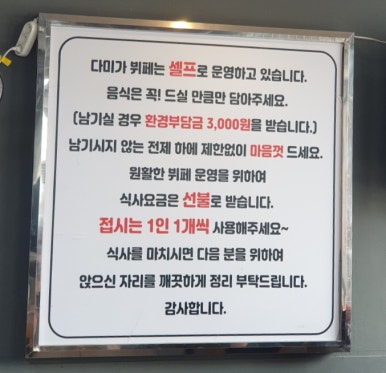 다미가 뷔페는 셀프로 운영하고 있습니다.
음식은 꼭! 드실 만큼만 담아주세요.
(남기실 경우 환경부담금 3,000원을 받습니다.)
남기시지 않는 전제 하에 제한없이 마음껏 드세요.
원활한 뷔페 운영을 위하여
식사요금은 선불로 받습니다.
접시는 1인 1개씩 사용해주세요~
식사를 마치시면 다음 분을 위하여
앉으신 자리를 깨끗하게 정리 부탁드립니다.
감사합니다.